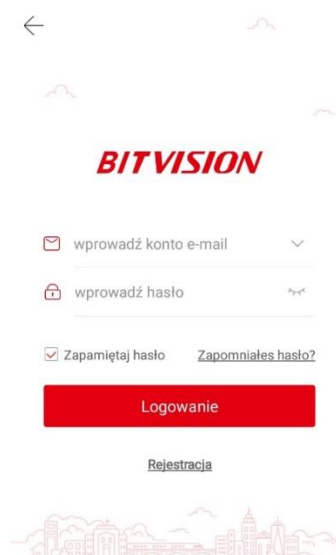 BITVISION
wprowadź konto e-mail
wprowadź hasło
Zapamiętaj hasło Zapomniałes hasło?
Logowanie
Rejestracja